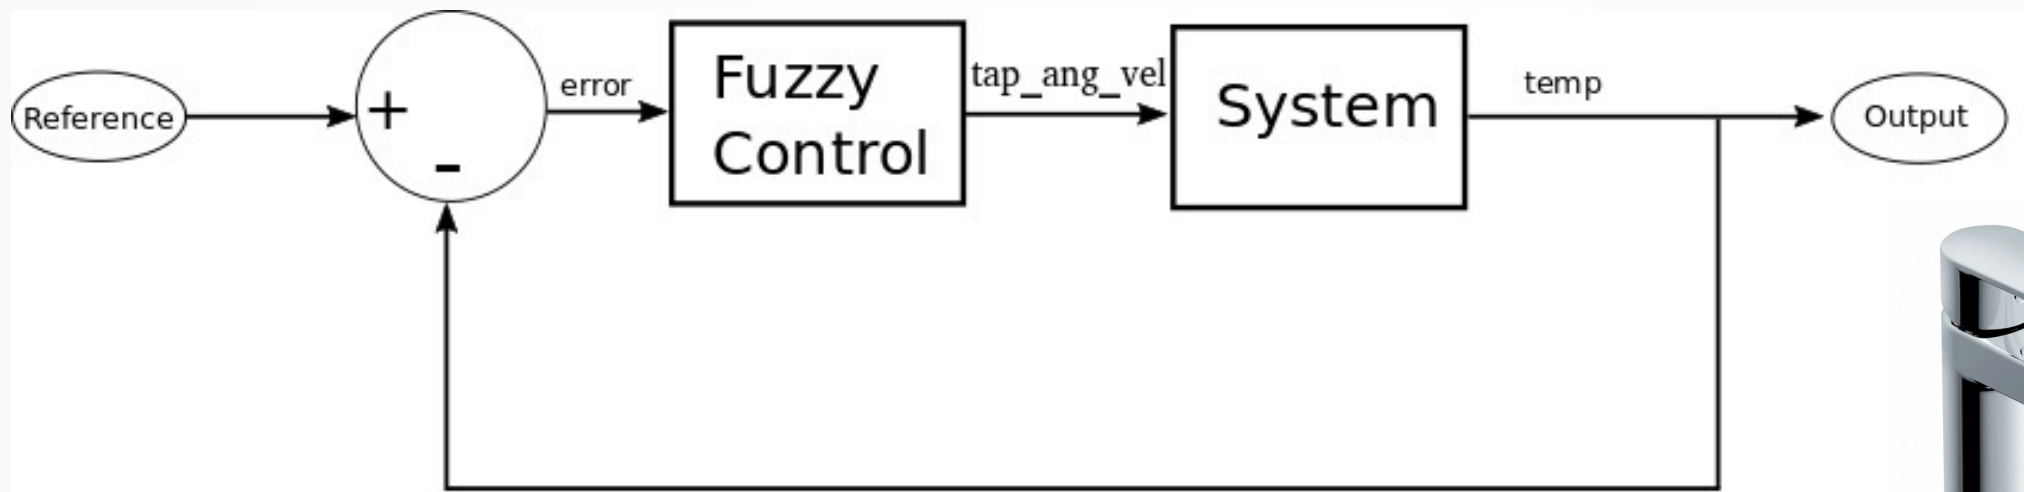 Reference
+
-
error
Fuzzy
Control
tap_ang_vel
System
temp
Output